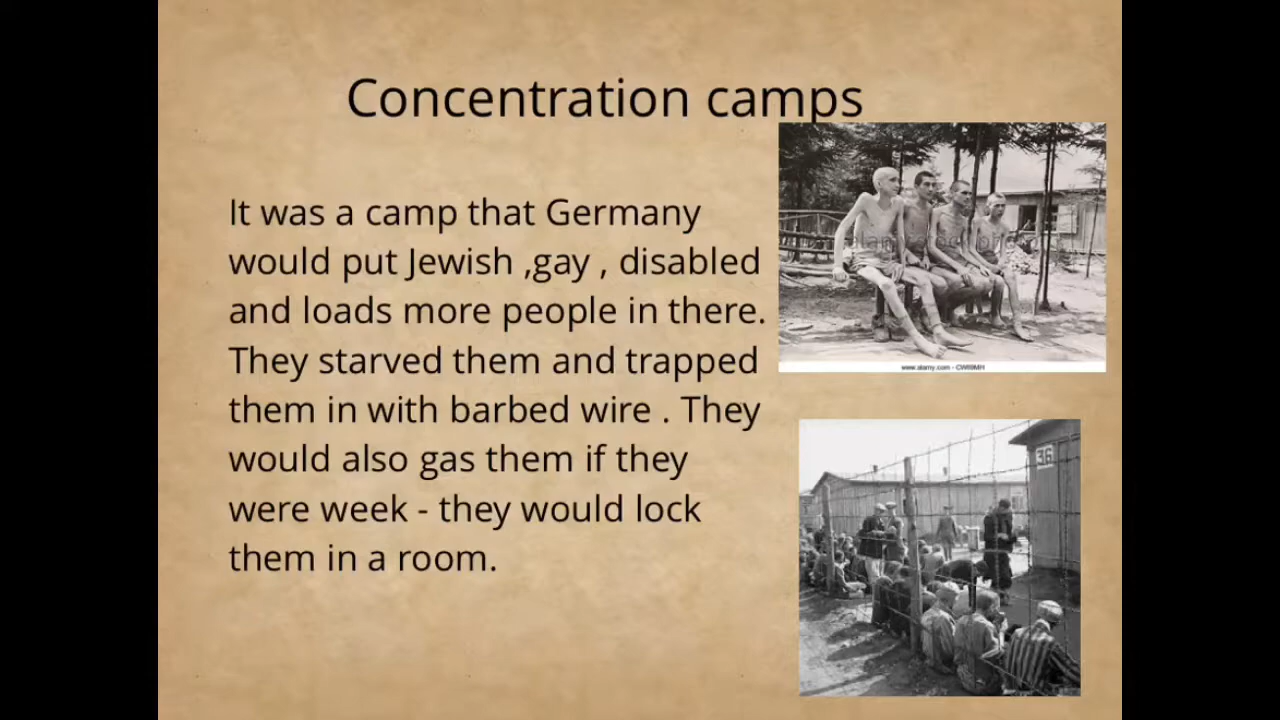 Concentration camps
It was a camp that Germany
would put Jewish ,gay , disabled
and loads more people in there.
They starved them and trapped
them in with barbed wire . They
would also gas them if they
were week - they would lock
them in a room.
www.alamy.com - CW89MH
36